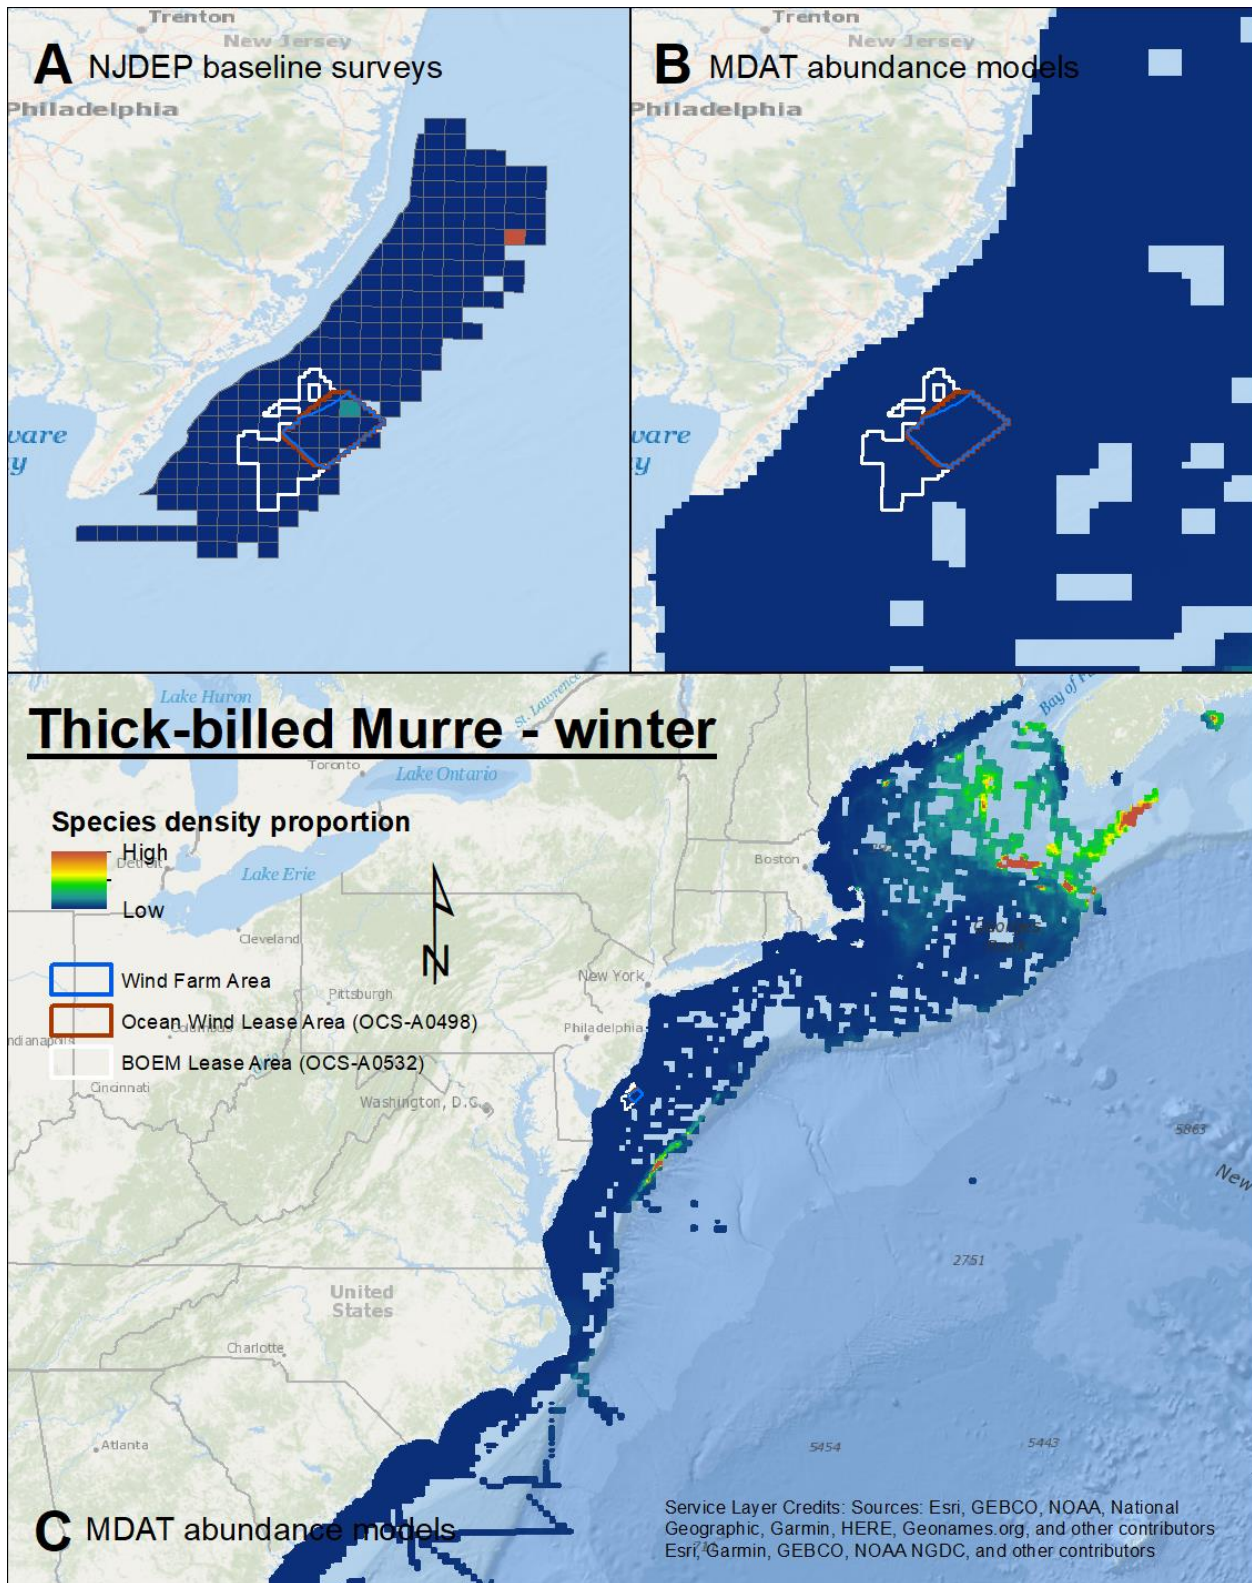 Trenton
New Jersey
A NJDEP baseline surveys
Philadelphia
ware
y
Trenton
New Jersey
B MDAT abundance models
Philadelphia
ware
y
Lake Huron
St. Lawrence
Bay of
Thick-billed Murre - winter
Toronto
Lake Ontario
Species density proportion
High
Detroit
Low
Lake Erie
Boston
Cleveland
New York
Wind Farm Area
Pittsburgh
N
Ocean Wind Lease Area (OCS-A0498)
Columbus
Philadelphia
ndianapolis
BOEM Lease Area (OCS-A0532)
Cincinnati
Washington, D.C.
5863
New
2751
United
States
Charlotte
Atlanta
5454
5443
C MDAT abundance models
Service Layer Credits: Sources: Esri, GEBCO, NOAA, National
Geographic, Garmin, HERE, Geonames.org, and other contributors
Esri, Garmin, GEBCO, NOAA NGDC, and other contributors